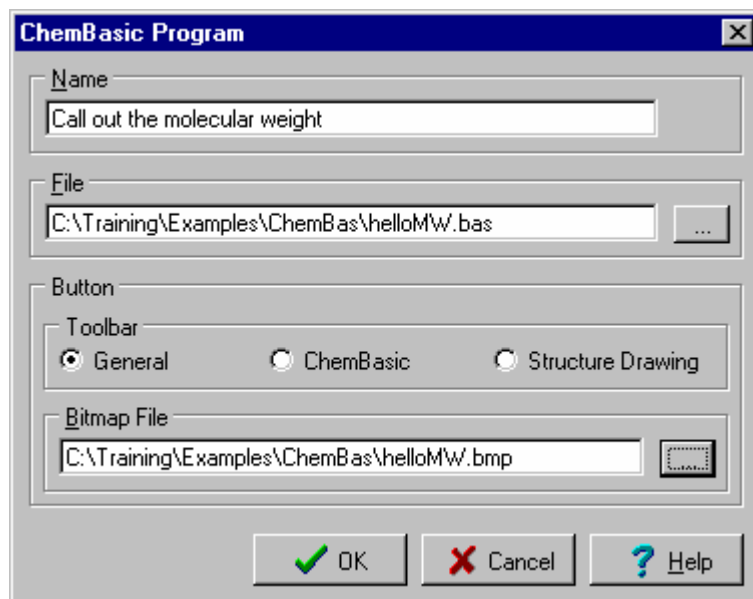 ChemBasic Program
Name
Call out the molecular weight
File
C:\Training\Examples\ChemBas\helloMW.bas
...
Button
Toolbar
General ChemBasic Structure Drawing
Bitmap File
C:\Training\Examples\ChemBas\helloMW.bmp
...
OK Cancel Help